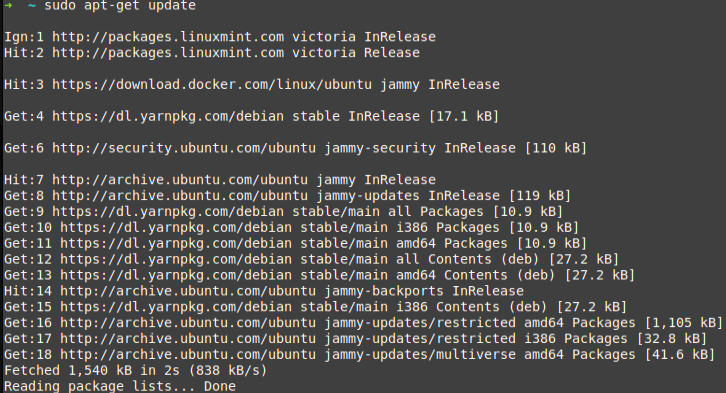 ➜ ~ sudo apt-get update
Ign:1 http://packages.linuxmint.com victoria InRelease
Hit:2 http://packages.linuxmint.com victoria Release
Hit:3 https://download.docker.com/linux/ubuntu jammy InRelease
Get:4 https://dl.yarnpkg.com/debian stable InRelease [17.1 kB]
Get:6 http://security.ubuntu.com/ubuntu jammy-security InRelease [110 kB]
Hit:7 http://archive.ubuntu.com/ubuntu jammy InRelease
Get:8 http://archive.ubuntu.com/ubuntu jammy-updates InRelease [119 kB]
Get:9 https://dl.yarnpkg.com/debian stable/main all Packages [10.9 kB]
Get:10 https://dl.yarnpkg.com/debian stable/main i386 Packages [10.9 kB]
Get:11 https://dl.yarnpkg.com/debian stable/main amd64 Packages [10.9 kB]
Get:12 https://dl.yarnpkg.com/debian stable/main all Contents (deb) [27.2 kB]
Get:13 https://dl.yarnpkg.com/debian stable/main amd64 Contents (deb) [27.2 kB]
Hit:14 http://archive.ubuntu.com/ubuntu jammy-backports InRelease
Get:15 https://dl.yarnpkg.com/debian stable/main i386 Contents (deb) [27.2 kB]
Get:16 http://archive.ubuntu.com/ubuntu jammy-updates/restricted amd64 Packages [1,105 kB]
Get:17 http://archive.ubuntu.com/ubuntu jammy-updates/restricted i386 Packages [32.8 kB]
Get:18 http://archive.ubuntu.com/ubuntu jammy-updates/multiverse amd64 Packages [41.6 kB]
Fetched 1,540 kB in 2s (838 kB/s)
Reading package lists... Done